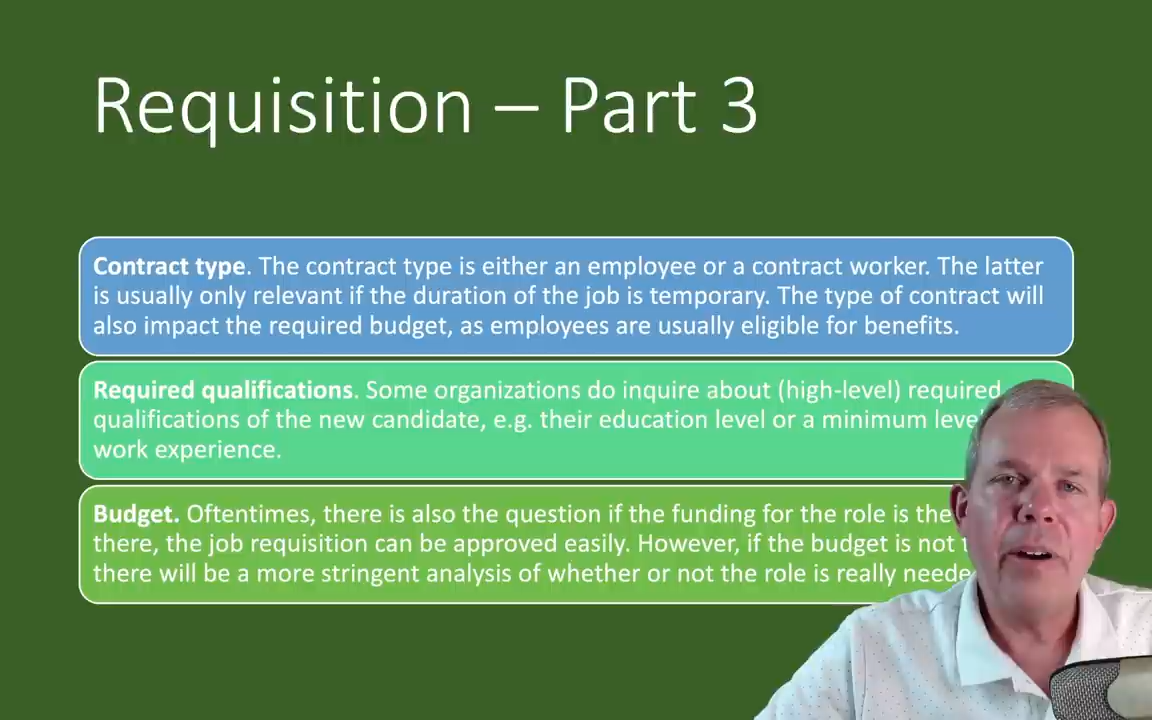 Requisition – Part 3
Contract type. The contract type is either an employee or a contract worker. The latter
is usually only relevant if the duration of the job is temporary. The type of contract will
also impact the required budget, as employees are usually eligible for benefits.
Required qualifications. Some organizations do inquire about (high-level) required
qualifications of the new candidate, e.g. their education level or a minimum level
work experience.
Budget. Oftentimes, there is also the question if the funding for the role is
there, the job requisition can be approved easily. However, if the budget is not
there will be a more stringent analysis of whether or not the role is really